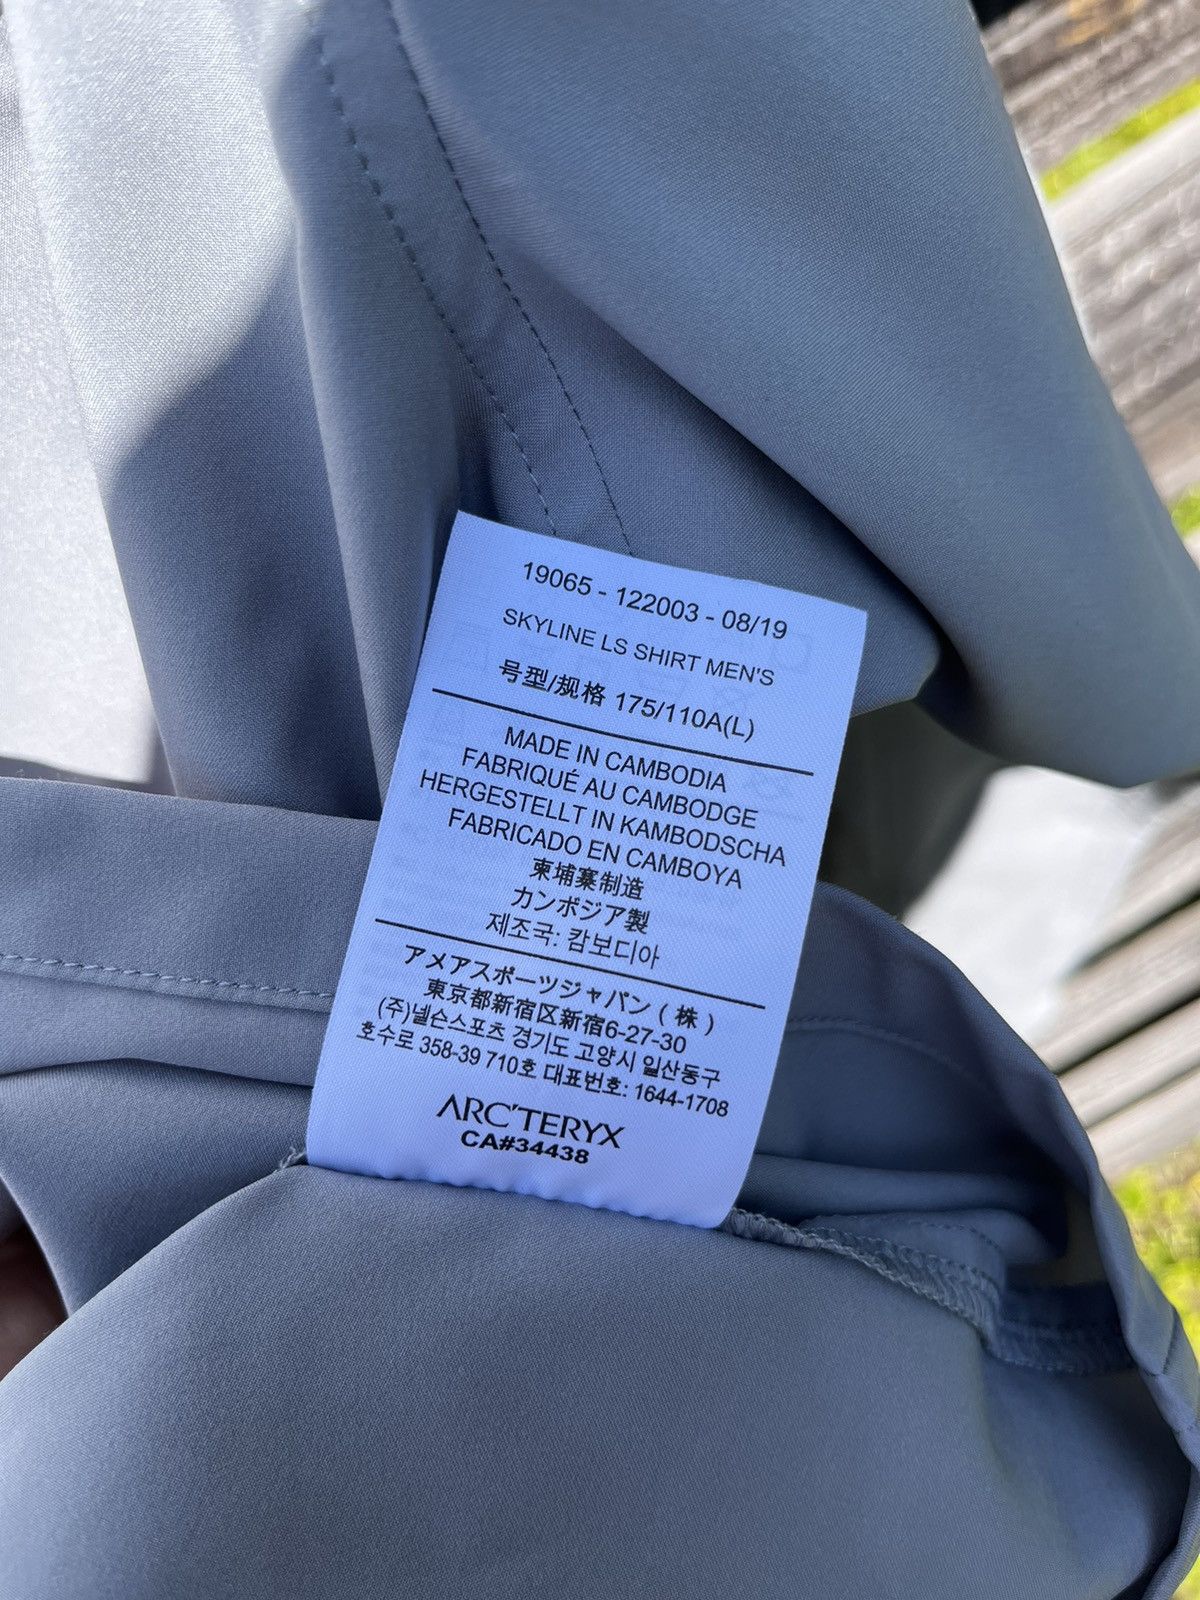 19065 - 122003 - 08/19
SKYLINE LS SHIRT MEN'S
号型/规格 175/110A(L)
MADE IN CAMBODIA
FABRIQUÉ AU CAMBODGE
HERGESTELLT IN KAMBODSCHA
FABRICADO EN CAMBOYA
柬埔寨制造
カンボジア製
제조국: 캄보디아
アメアスポーツジャパン(株)
東京都新宿区新宿6-27-30
(주)넬슨스포츠 경기도 고양시 일산동구
호수로 358-39 710호 대표번호: 1644-1708
ARC'TERYX
CA#34438